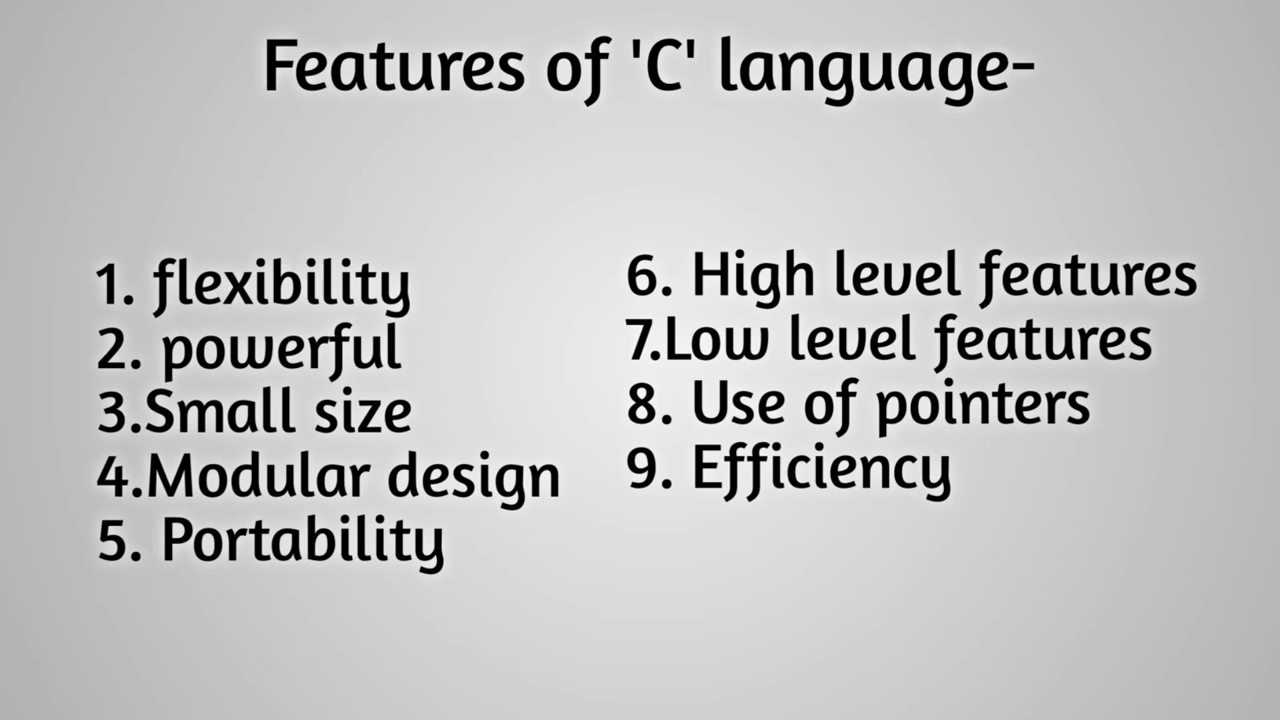 Features of 'C' language-
1. flexibility
2. powerful
3.Small size
4.Modular design
5. Portability
6. High level features
7.Low level features
8. Use of pointers
9. Efficiency